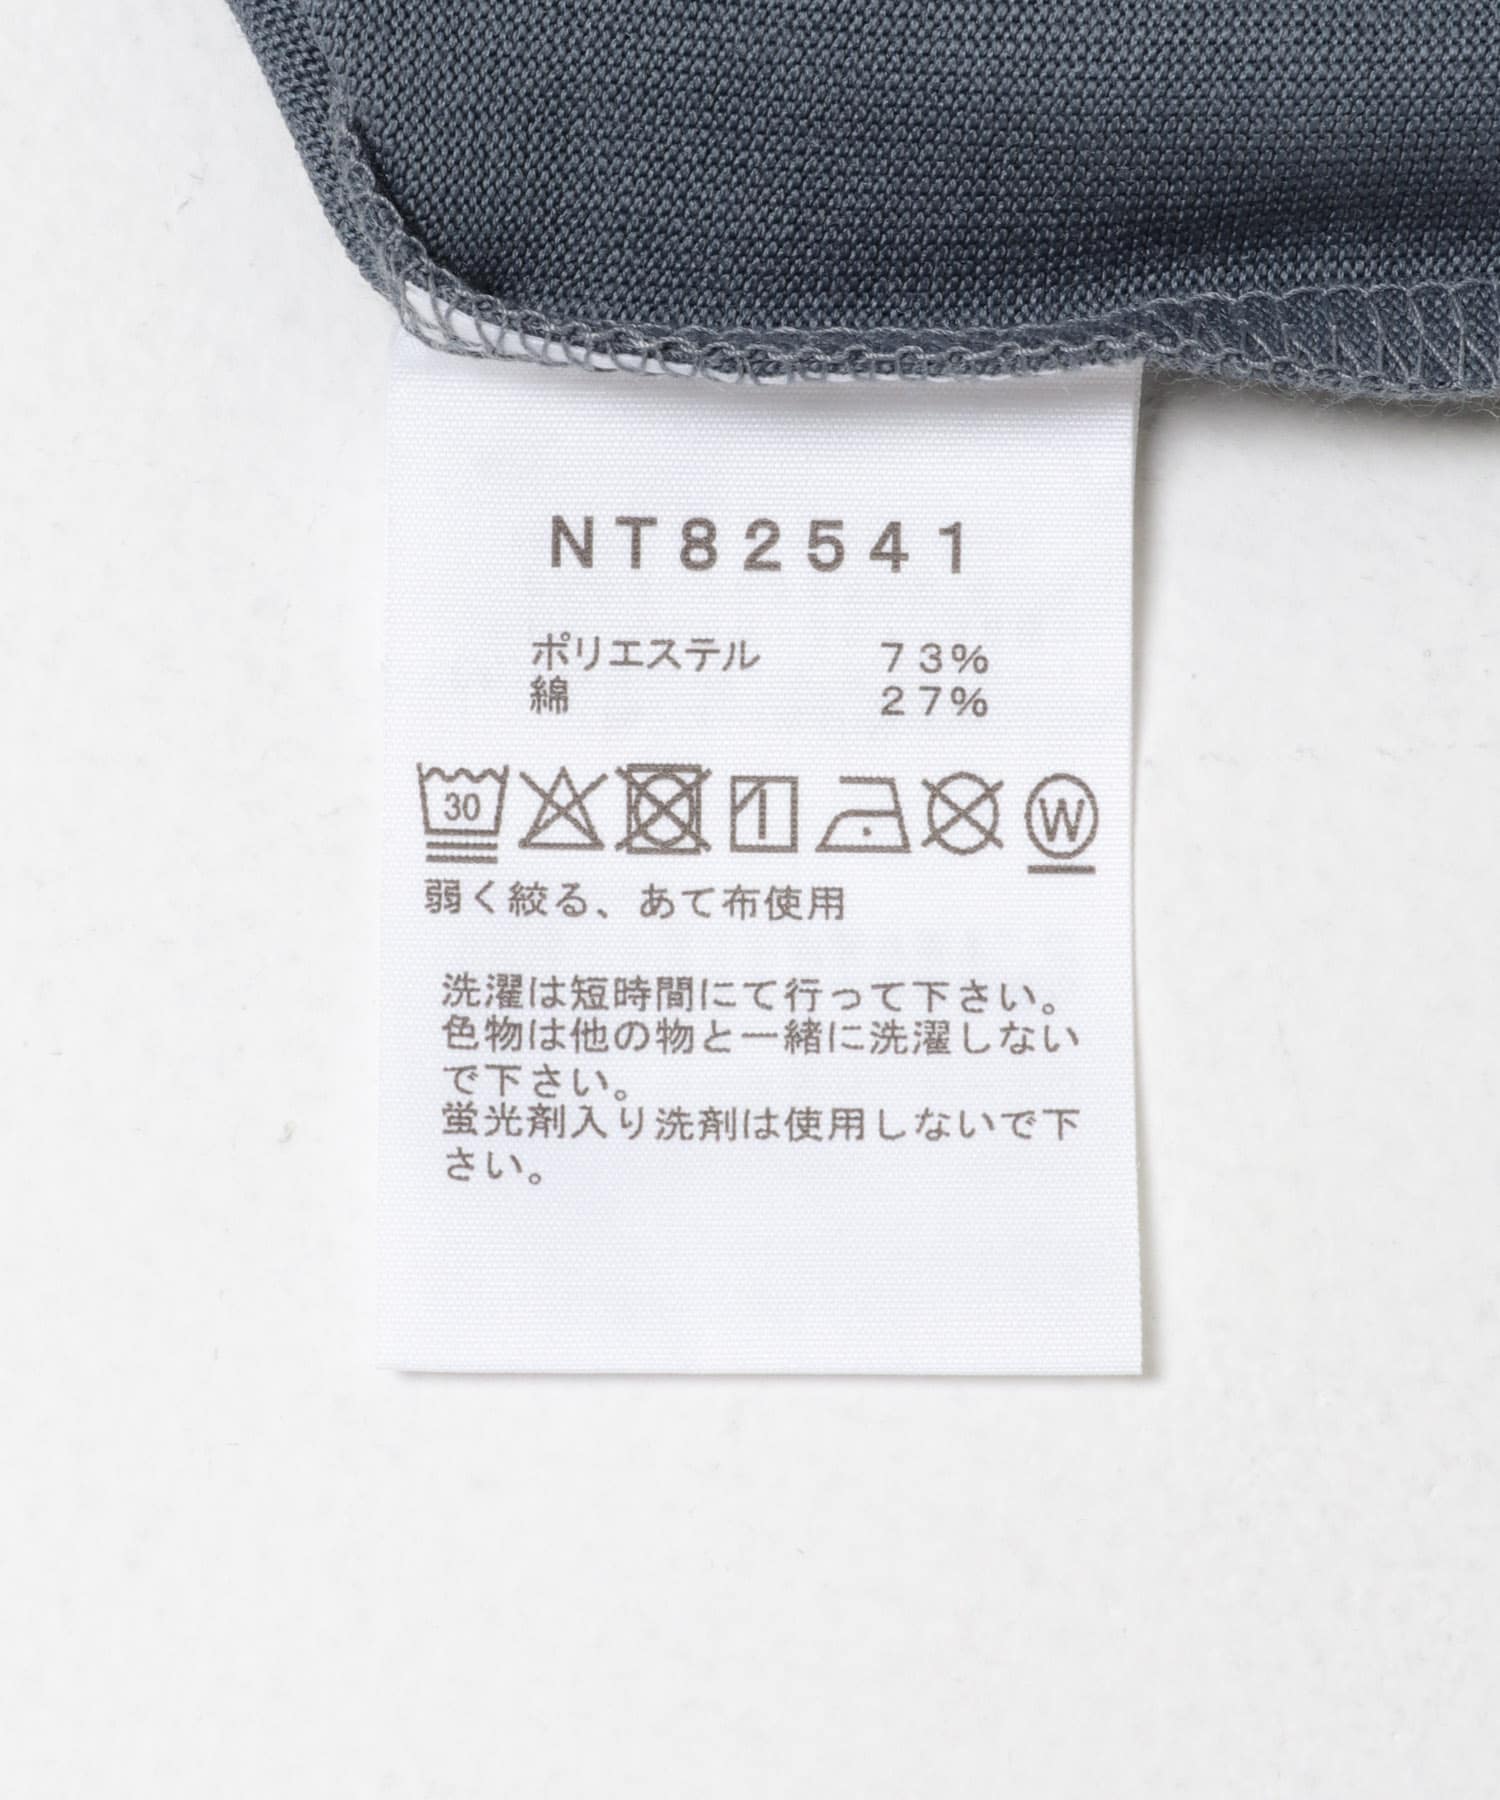 NT82541
ポリエステル 73%
綿 27%
30 W
弱く絞る、あて布使用
洗濯は短時間にて行って下さい。
色物は他の物と一緒に洗濯しない
で下さい。
蛍光剤入り洗剤は使用しないで下
さい。